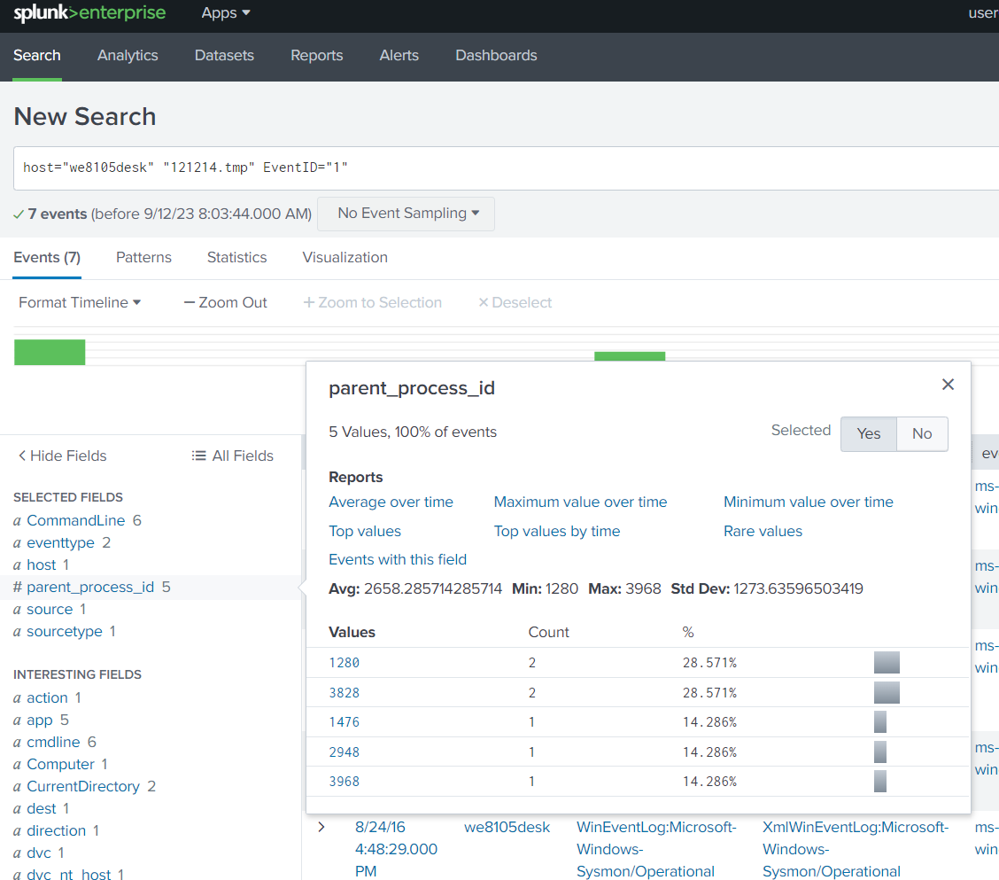 splunk>enterprise Apps user
Search Analytics Datasets Reports Alerts Dashboards
New Search
host="we8105desk" "121214.tmp" EventID="1"
7 events (before 9/12/23 8:03:44.000 AM) No Event Sampling
Events (7) Patterns Statistics Visualization
Format Timeline — Zoom Out + Zoom to Selection × Deselect
parent_process_id
5 Values, 100% of events Selected Yes No
Reports
Average over time Maximum value over time Minimum value over time
Top values Top values by time Rare values
Events with this field
Avg: 2658.285714285714 Min: 1280 Max: 3968 Std Dev: 1273.63596503419
Values Count %
1280 2 28.571%
3828 2 28.571%
1476 1 14.286%
2948 1 14.286%
3968 1 14.286%
< Hide Fields All Fields
SELECTED FIELDS
a CommandLine 6
a eventtype 2
a host 1
# parent_process_id 5
a source 1
a sourcetype 1
INTERESTING FIELDS
a action 1
a app 5
a cmdline 6
a Computer 1
a CurrentDirectory 2
a dest 1
a direction 1
a dvc 1
a dvc_nt_host 1
ev
ms-
win
ms-
win
ms-
win
ms-
win
8/24/16 we8105desk WinEventLog:Microsoft- XmlWinEventLog:Microsoft- ms-
4:48:29.000 Windows- Windows- win
PM Sysmon/Operational Sysmon/Operational